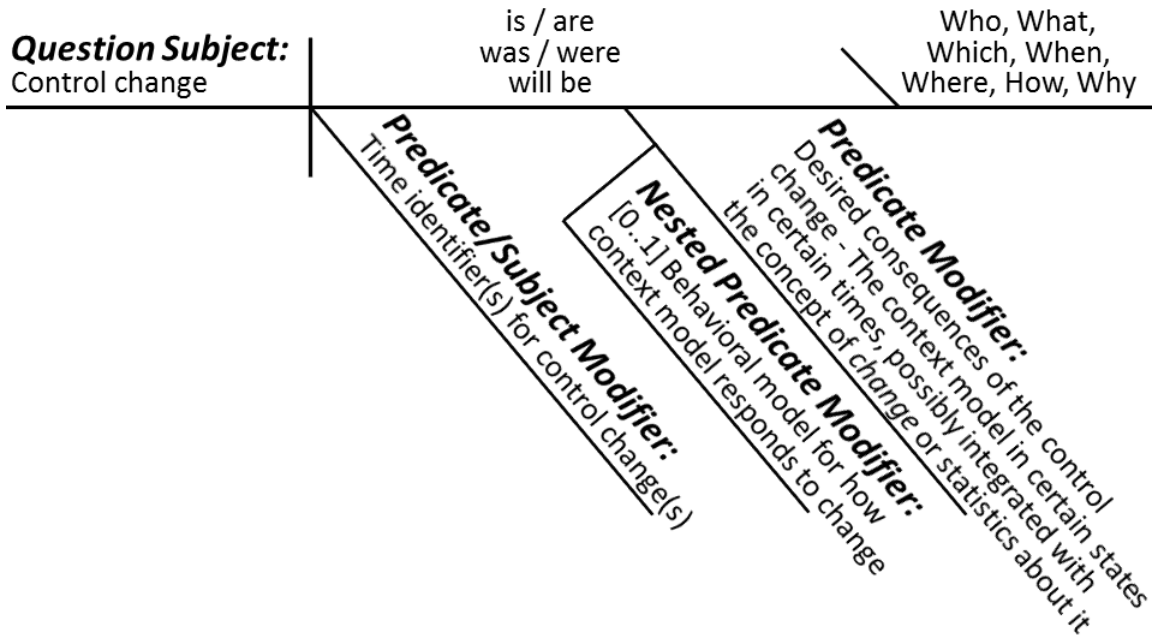 Question Subject:
Control change
is / are
was / were
will be
Who, What,
Which, When,
Where, How, Why
Predicate/Subject Modifier:
Time identifier(s) for control change(s)
Nested Predicate Modifier:
[0..1] Behavioral model for how
context model responds to change
Predicate Modifier:
Desired consequences of the control
change - The context model in certain states
in certain times, possibly integrated with
the concept of change or statistics about it